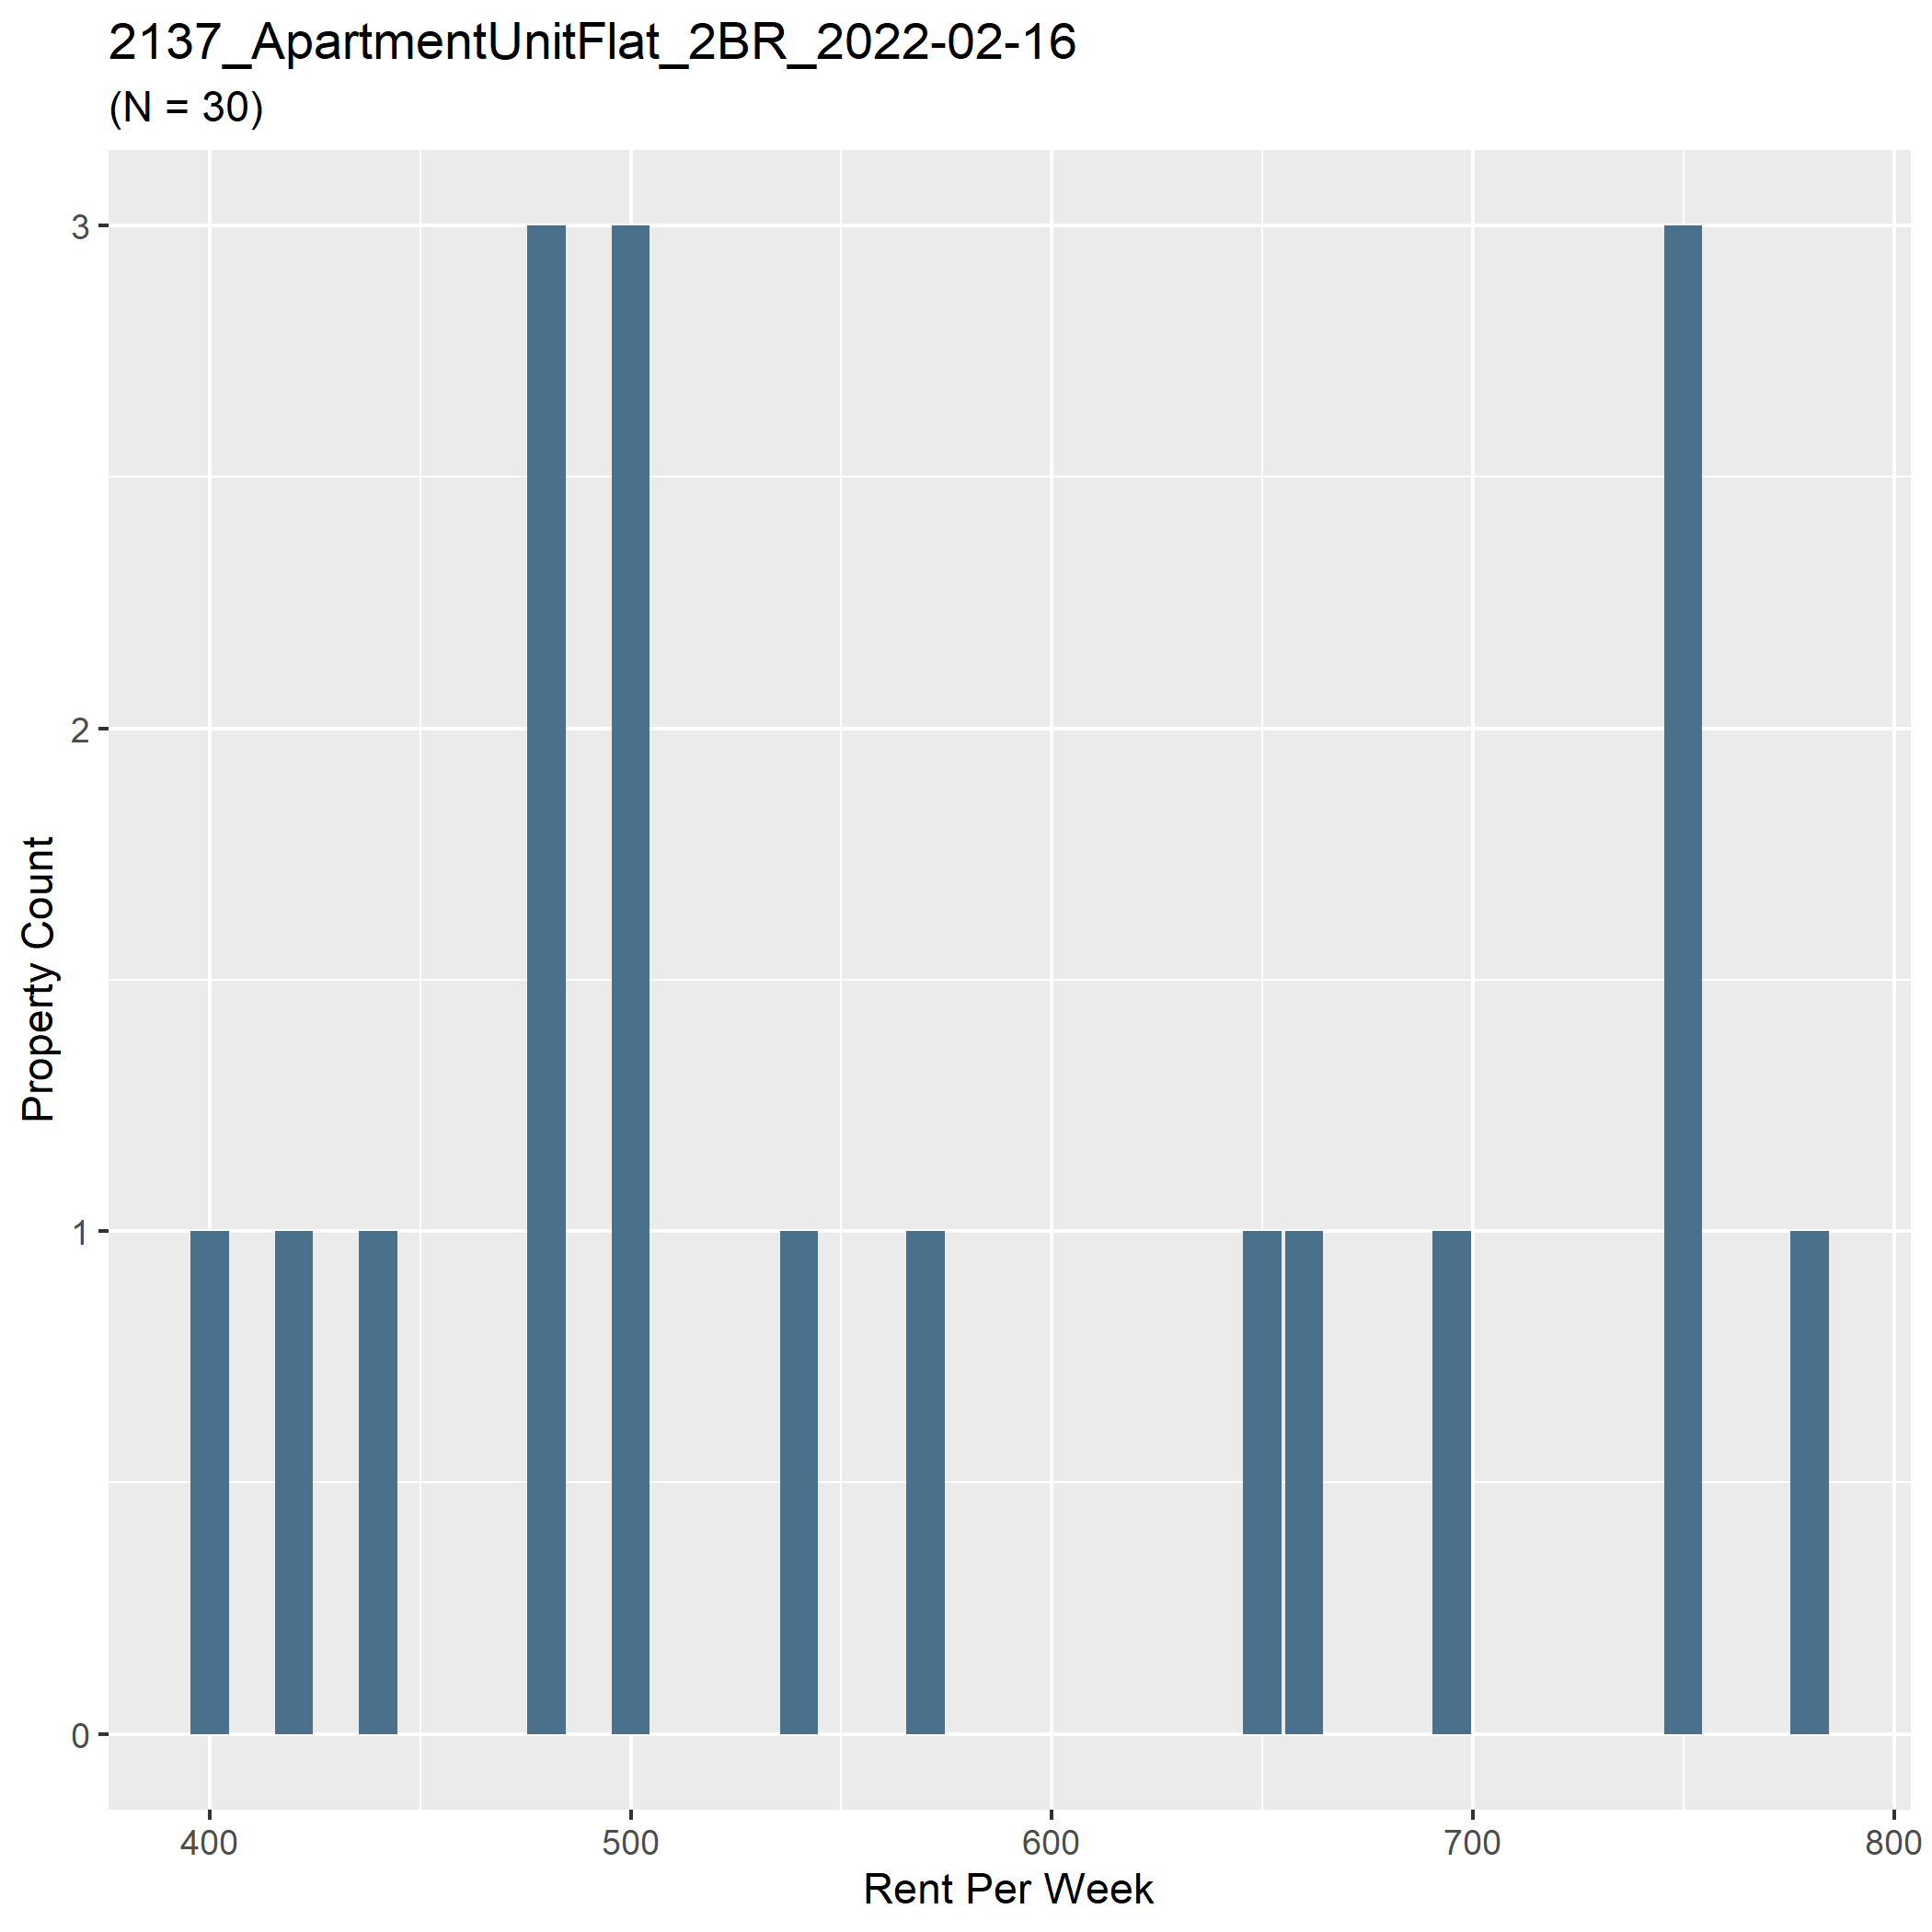 2137_ApartmentUnitFlat_2BR_2022-02-16
(N = 30)
3
2
1
0
Property Count
400 500 600 700 800
Rent Per Week